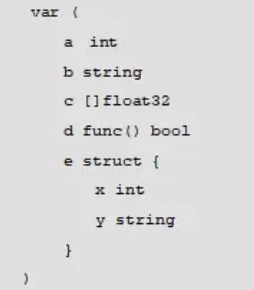 var (
a int
b string
c []float32
d func() bool
e struct {
x int
y string
}
)